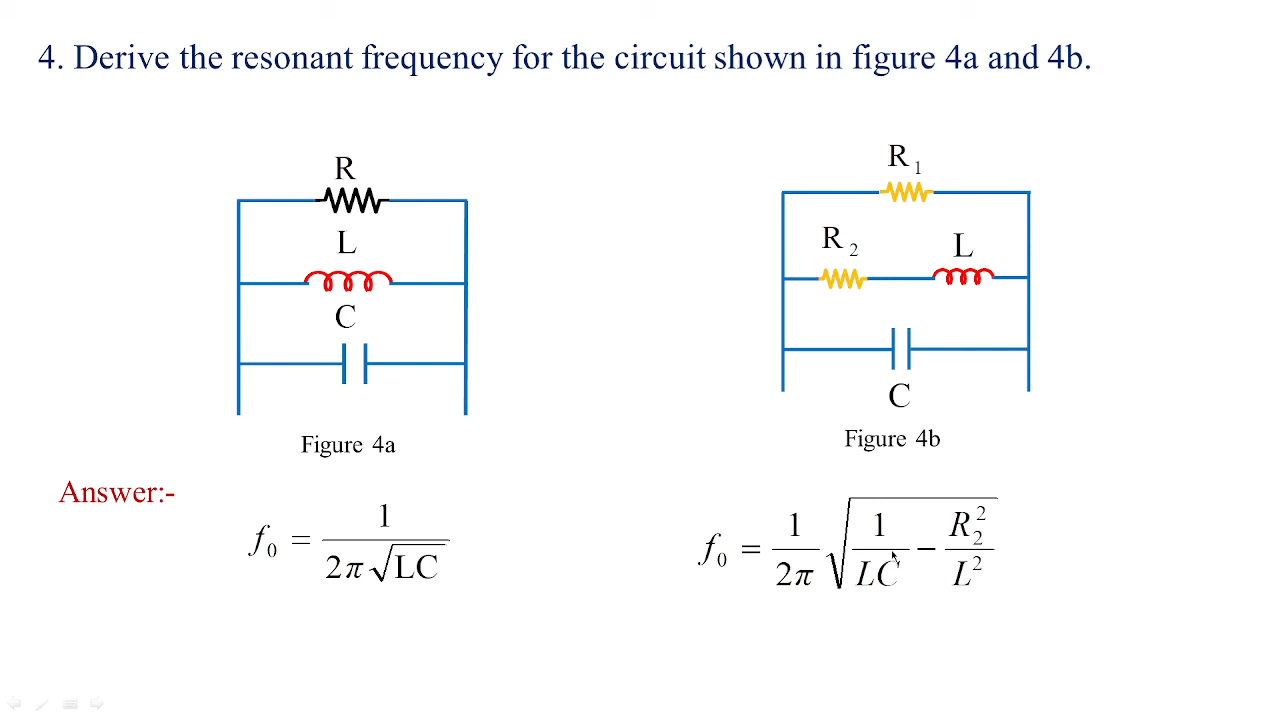 4. Derive the resonant frequency for the circuit shown in figure 4a and 4b.
R
L
C
Figure 4a
R₁
R₂ L
C
Figure 4b
Answer:-
f₀ = 1 / (2π√LC)
f₀ = 1/(2π) √(1/(LC) − R₂²/L²)